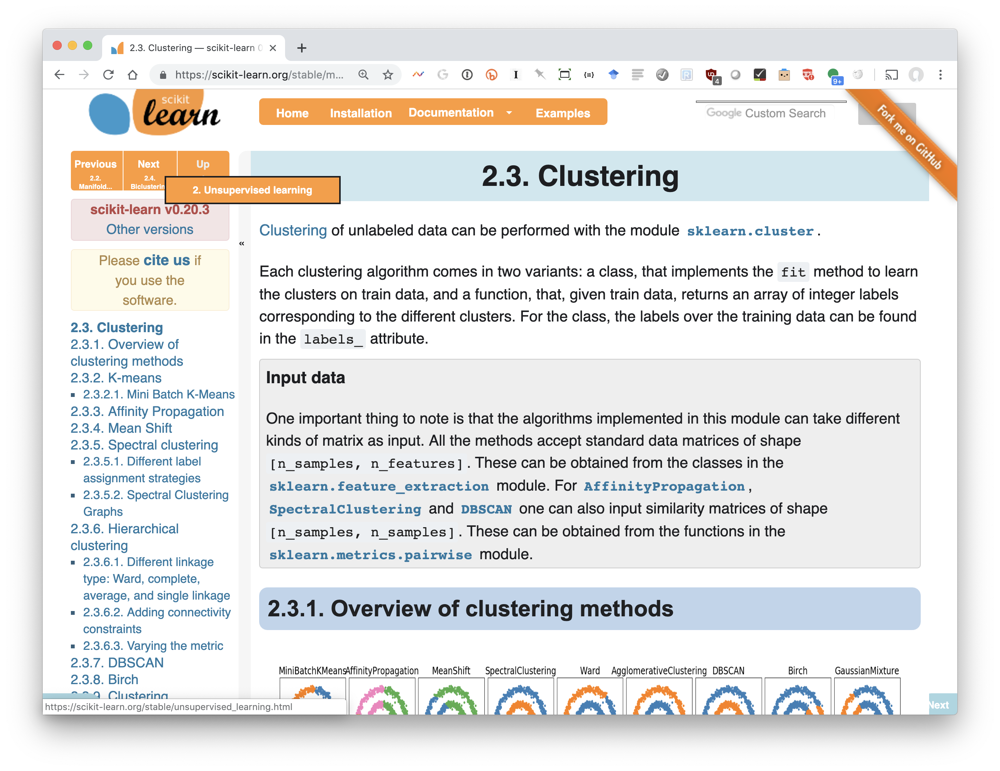 2.3. Clustering — scikit-learn 0
https://scikit-learn.org/stable/m...
4
9+
scikit
learn
Home Installation Documentation Examples
Google Custom Search
Fork me on GitHub
Previous Next Up
2.2. 2.4.
Manifold... Biclusterin
2. Unsupervised learning
scikit-learn v0.20.3
Other versions
Please cite us if
you use the
software.
«
2.3. Clustering
2.3.1. Overview of
clustering methods
2.3.2. K-means
2.3.2.1. Mini Batch K-Means
2.3.3. Affinity Propagation
2.3.4. Mean Shift
2.3.5. Spectral clustering
2.3.5.1. Different label
assignment strategies
2.3.5.2. Spectral Clustering
Graphs
2.3.6. Hierarchical
clustering
2.3.6.1. Different linkage
type: Ward, complete,
average, and single linkage
2.3.6.2. Adding connectivity
constraints
2.3.6.3. Varying the metric
2.3.7. DBSCAN
2.3.8. Birch
2.3.9. Clustering
https://scikit-learn.org/stable/unsupervised_learning.html
2.3. Clustering
Clustering of unlabeled data can be performed with the module sklearn.cluster.
Each clustering algorithm comes in two variants: a class, that implements the fit method to learn
the clusters on train data, and a function, that, given train data, returns an array of integer labels
corresponding to the different clusters. For the class, the labels over the training data can be found
in the labels_ attribute.
Input data
One important thing to note is that the algorithms implemented in this module can take different
kinds of matrix as input. All the methods accept standard data matrices of shape
[n_samples, n_features]. These can be obtained from the classes in the
sklearn.feature_extraction module. For AffinityPropagation,
SpectralClustering and DBSCAN one can also input similarity matrices of shape
[n_samples, n_samples]. These can be obtained from the functions in the
sklearn.metrics.pairwise module.
2.3.1. Overview of clustering methods
MiniBatchKMeans AffinityPropagation MeanShift SpectralClustering Ward AgglomerativeClustering DBSCAN Birch GaussianMixture
Next